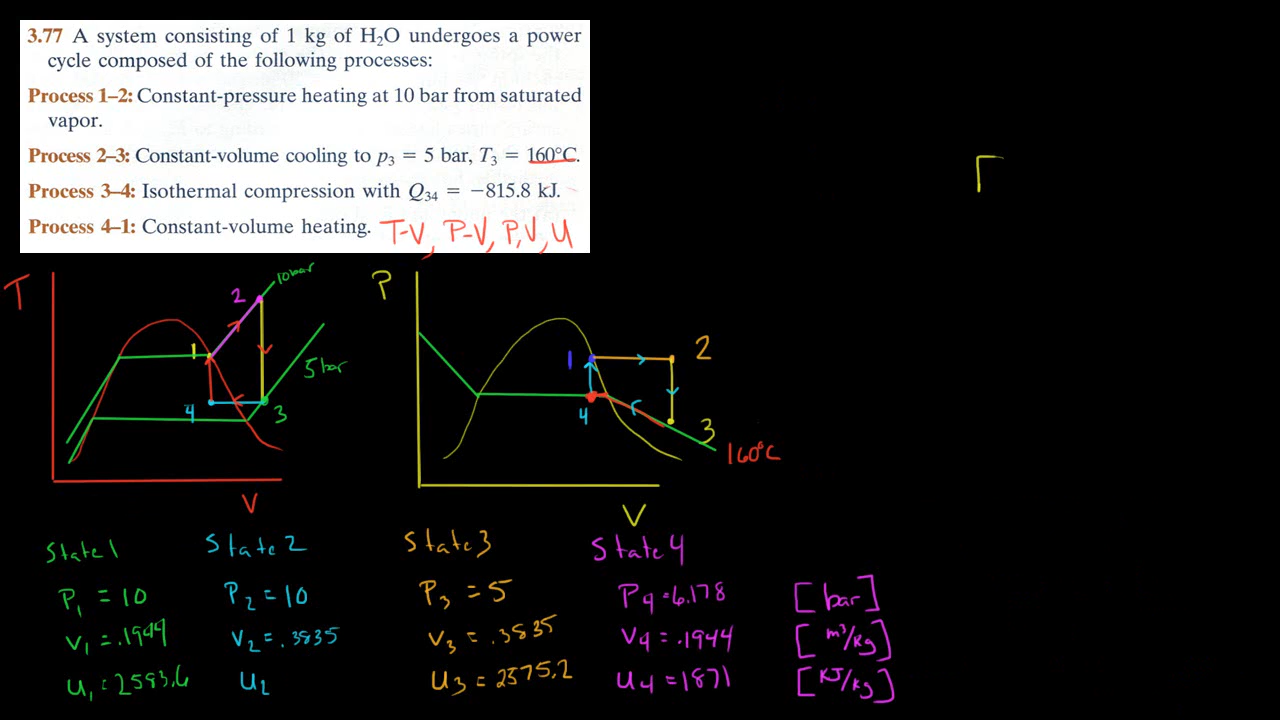 3.77 A system consisting of 1 kg of H₂O undergoes a power
cycle composed of the following processes:
Process 1–2: Constant-pressure heating at 10 bar from saturated
vapor.
Process 2–3: Constant-volume cooling to p₃ = 5 bar, T₃ = 160°C.
Process 3–4: Isothermal compression with Q₃₄ = −815.8 kJ.
Process 4–1: Constant-volume heating. T-V, P-V, P,V,U
T
10bar
2
1
5bar
4
3
V
P
1
2
4
3
160°C
V
State 1
P₁ = 10
V₁ = .1944
U₁ = 2583.6
State 2
P₂ = 10
V₂ = .3835
U₂
State 3
P₃ = 5
V₃ = .3835
U₃ = 2575.2
State 4
P4 = 6.178
V4 = .1944
U4 = 1871
[bar]
[m³/kg]
[KJ/kg]